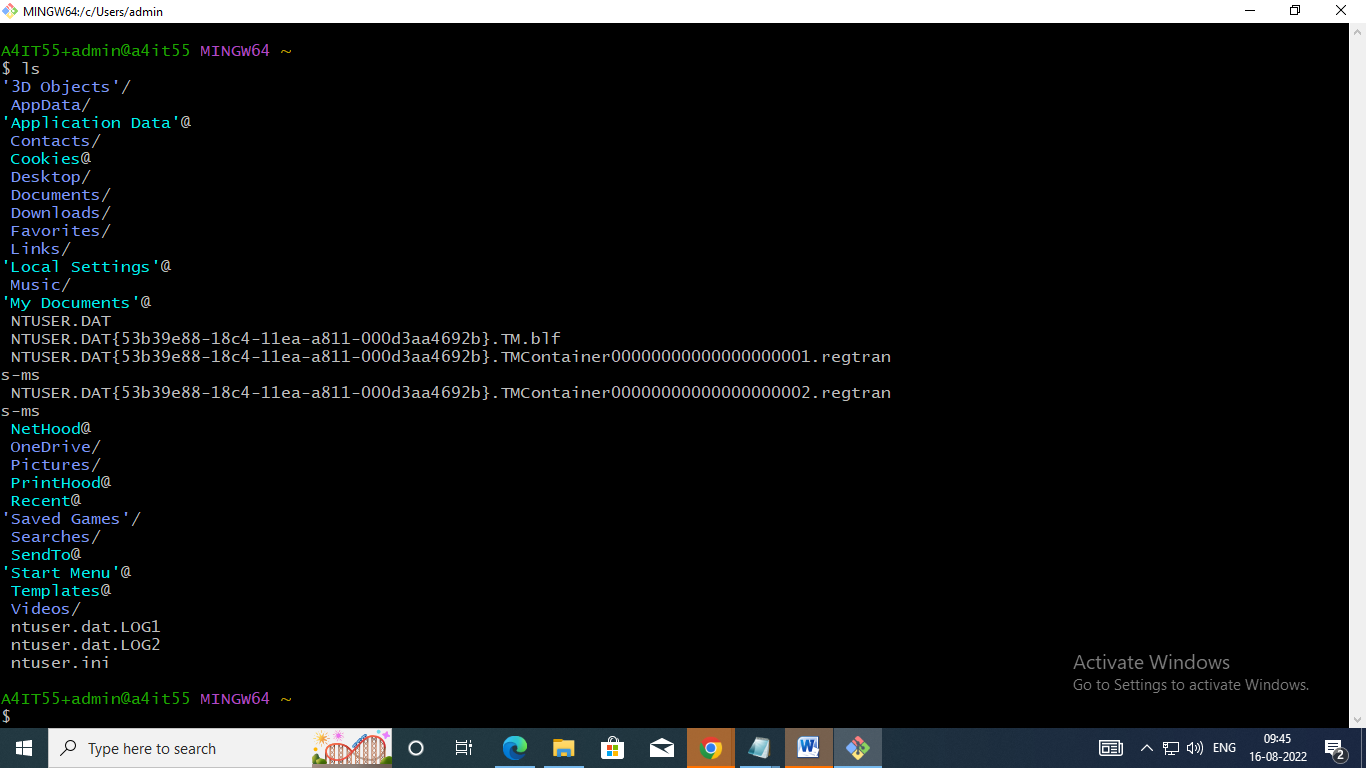 MINGW64:/c/Users/admin
A4IT55+admin@a4it55 MINGW64 ~
$ ls
'3D Objects'/
AppData/
'Application Data'@
Contacts/
Cookies@
Desktop/
Documents/
Downloads/
Favorites/
Links/
'Local Settings'@
Music/
'My Documents'@
NTUSER.DAT
NTUSER.DAT{53b39e88-18c4-11ea-a811-000d3aa4692b}.TM.blf
NTUSER.DAT{53b39e88-18c4-11ea-a811-000d3aa4692b}.TMContainer00000000000000000001.regtran
s-ms
NTUSER.DAT{53b39e88-18c4-11ea-a811-000d3aa4692b}.TMContainer00000000000000000002.regtran
s-ms
NetHood@
OneDrive/
Pictures/
PrintHood@
Recent@
'Saved Games'/
Searches/
SendTo@
'Start Menu'@
Templates@
Videos/
ntuser.dat.LOG1
ntuser.dat.LOG2
ntuser.ini
A4IT55+admin@a4it55 MINGW64 ~
$
Activate Windows
Go to Settings to activate Windows.
Type here to search
ENG
09:45
16-08-2022
2